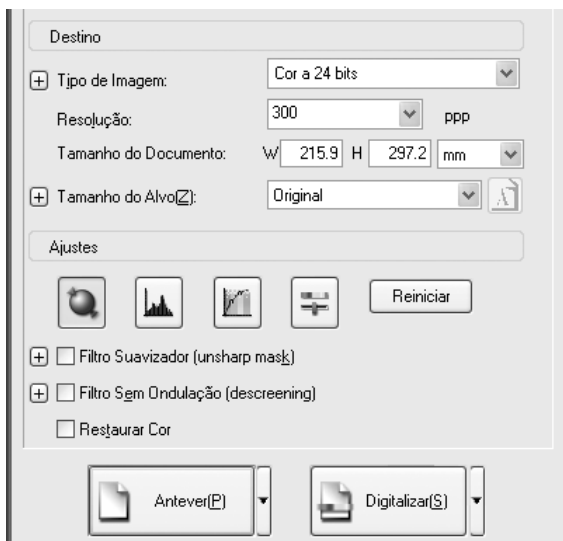 Destino
Tipo de Imagem: Cor a 24 bits
Resolução: 300 ppp
Tamanho do Documento: W 215.9 H 297.2 mm
Tamanho do Alvo(Z): Original
Ajustes
Reiniciar
Filtro Suavizador (unsharp mask)
Filtro Sem Ondulação (descreening)
Restaurar Cor
Antever(P) Digitalizar(S)